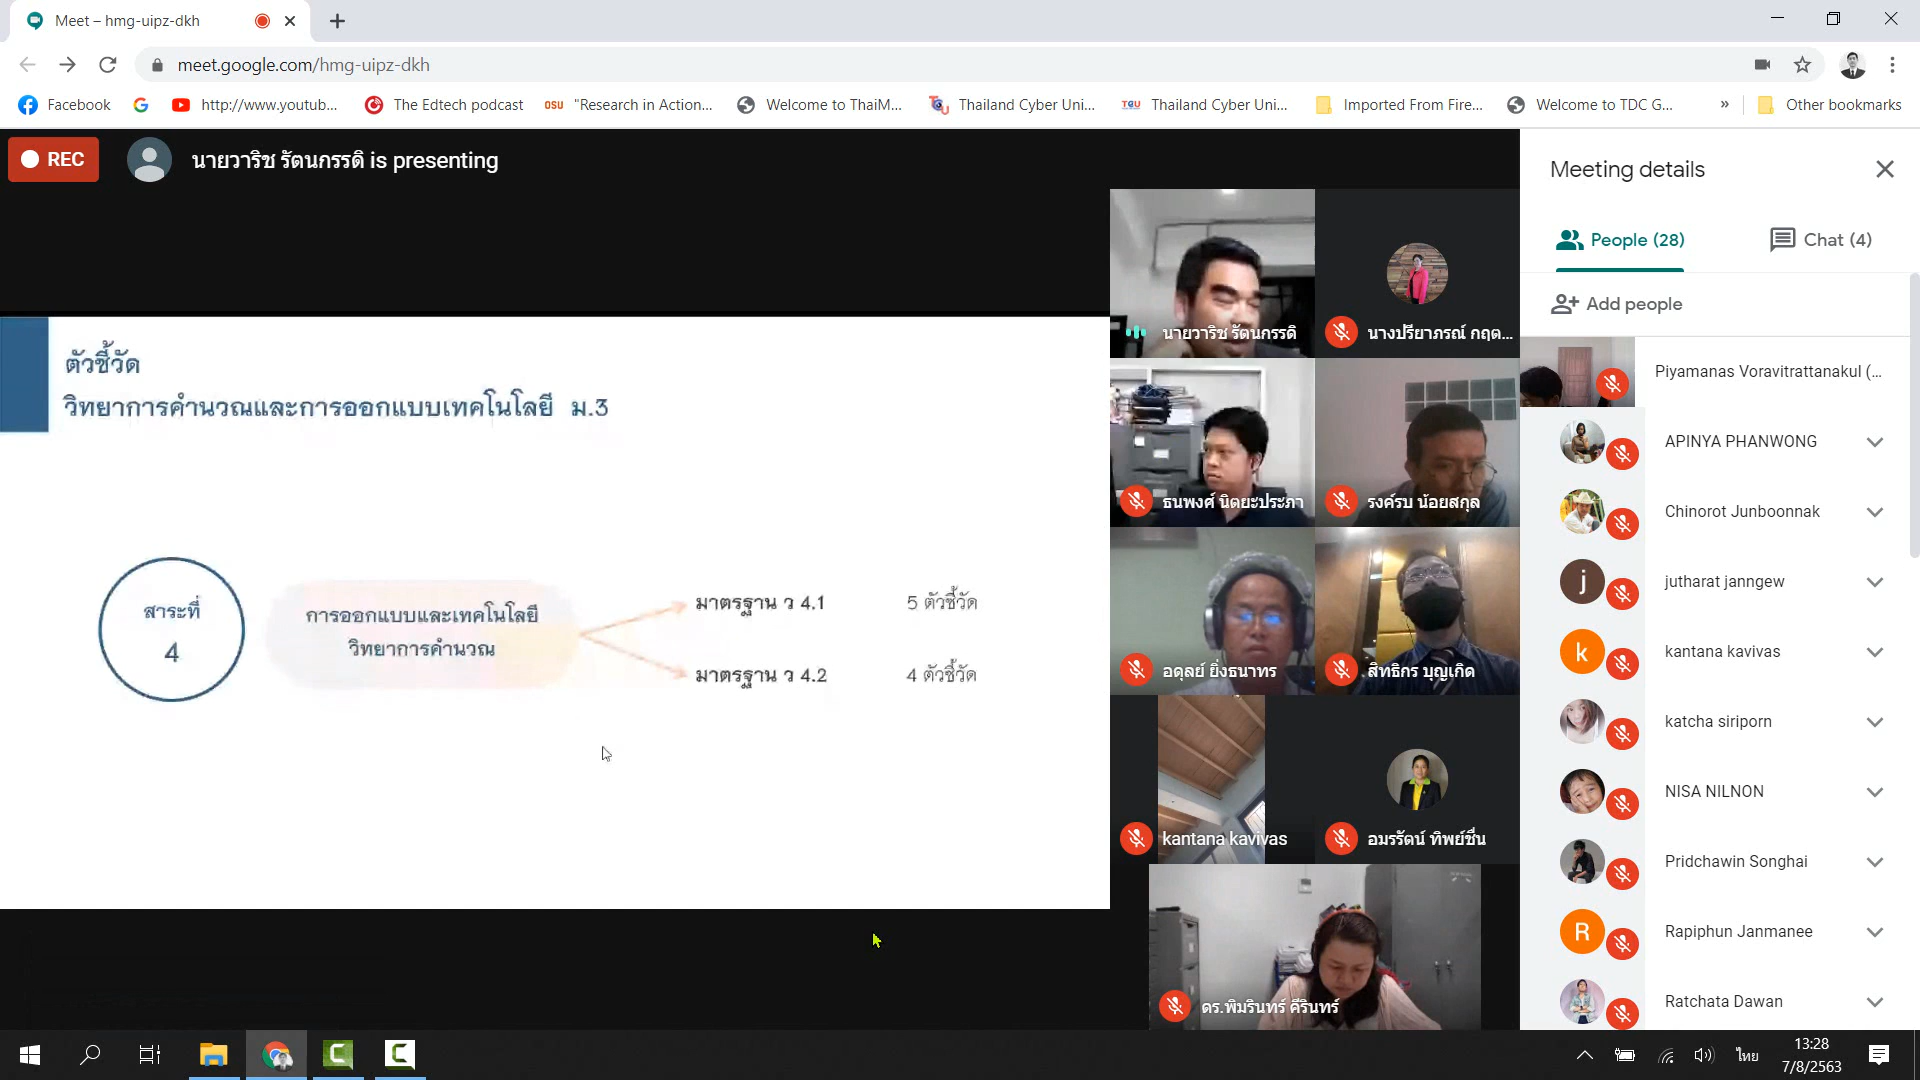 Meet – hmg-uipz-dkh
meet.google.com/hmg-uipz-dkh
Facebook
http://www.youtub...
The Edtech podcast
OSU "Research in Action...
Welcome to ThaiM...
Thailand Cyber Uni...
TCU Thailand Cyber Uni...
Imported From Fire...
Welcome to TDC G...
»
Other bookmarks
REC
นายวาริช รัตนกรรดิ is presenting
ตัวชี้วัด
วิทยาการคำนวณและการออกแบบเทคโนโลยี ม.3
สาระที่
4
การออกแบบและเทคโนโลยี
วิทยาการคำนวณ
มาตรฐาน ว 4.1 5 ตัวชี้วัด
มาตรฐาน ว 4.2 4 ตัวชี้วัด
นายวาริช รัตนกรรดิ
นางปรียาภรณ์ กฤต...
ธนพงศ์ นิตยะประภา
รงค์รบ น้อยสกุล
อดุลย์ ยิ่งธนาทร
สิทธิกร บุญเกิด
kantana kavivas
อมรรัตน์ ทิพย์ชื่น
ดร.พิมรินทร์ คีรินทร์
Meeting details
People (28)
Chat (4)
Add people
Piyamanas Voravitrattanakul (...
APINYA PHANWONG
Chinorot Junboonnak
j
jutharat janngew
k
kantana kavivas
katcha siriporn
NISA NILNON
Pridchawin Songhai
R
Rapiphun Janmanee
Ratchata Dawan
ไทย
13:28
7/8/2563